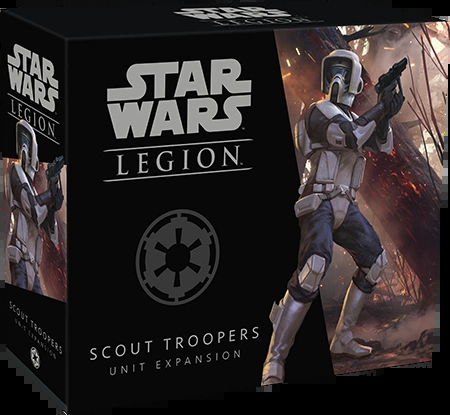 STAR
WARS
LEGION
SCOUT TROOPERS
UNIT EXPANSION
STAR
WARS
LEGION
SCOUT TROOPERS
UNIT EXPANSION